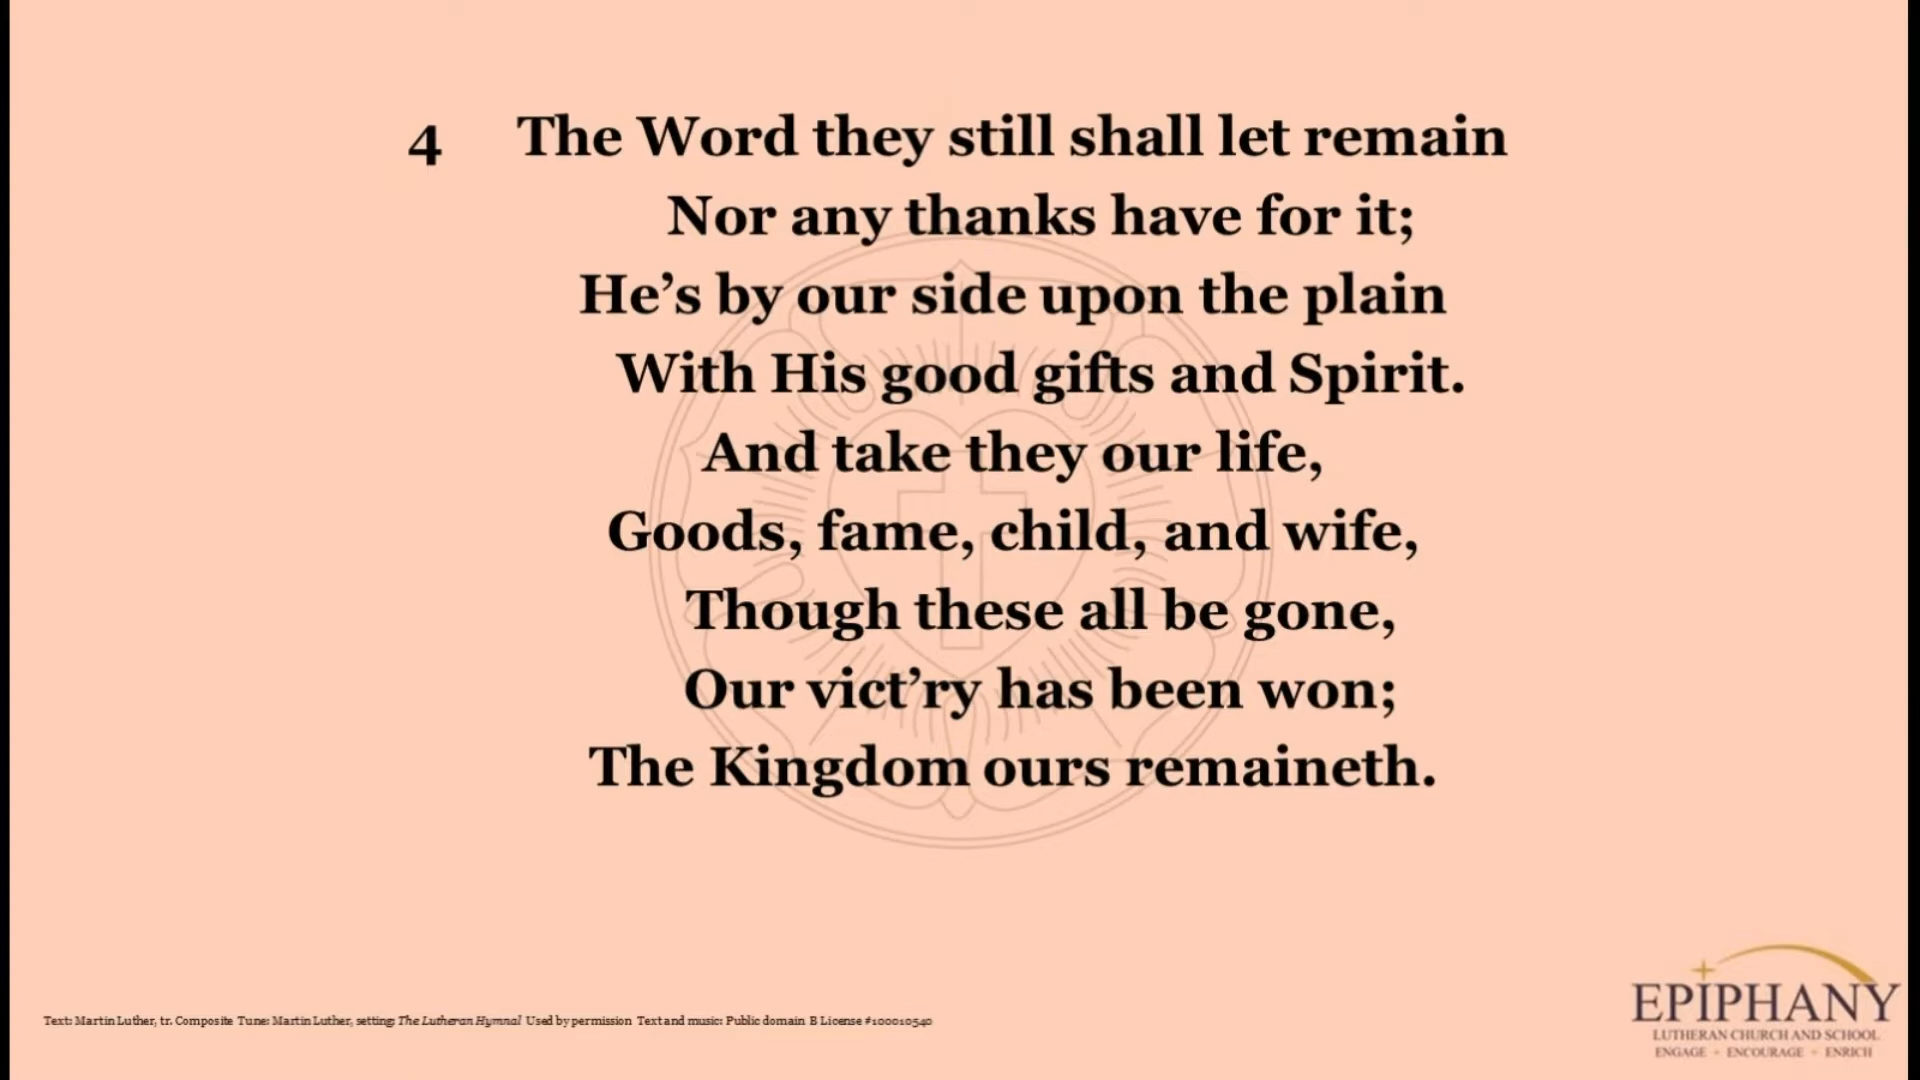 4 The Word they still shall let remain
Nor any thanks have for it;
He’s by our side upon the plain
With His good gifts and Spirit.
And take they our life,
Goods, fame, child, and wife,
Though these all be gone,
Our vict’ry has been won;
The Kingdom ours remaineth.
Text: Martin Luther, tr. Composite Tune: Martin Luther, setting: The Lutheran Hymnal Used by permission Text and music: Public domain B License #100010540
EPIPHANY
LUTHERAN CHURCH AND SCHOOL
ENGAGE + ENCOURAGE + ENRICH